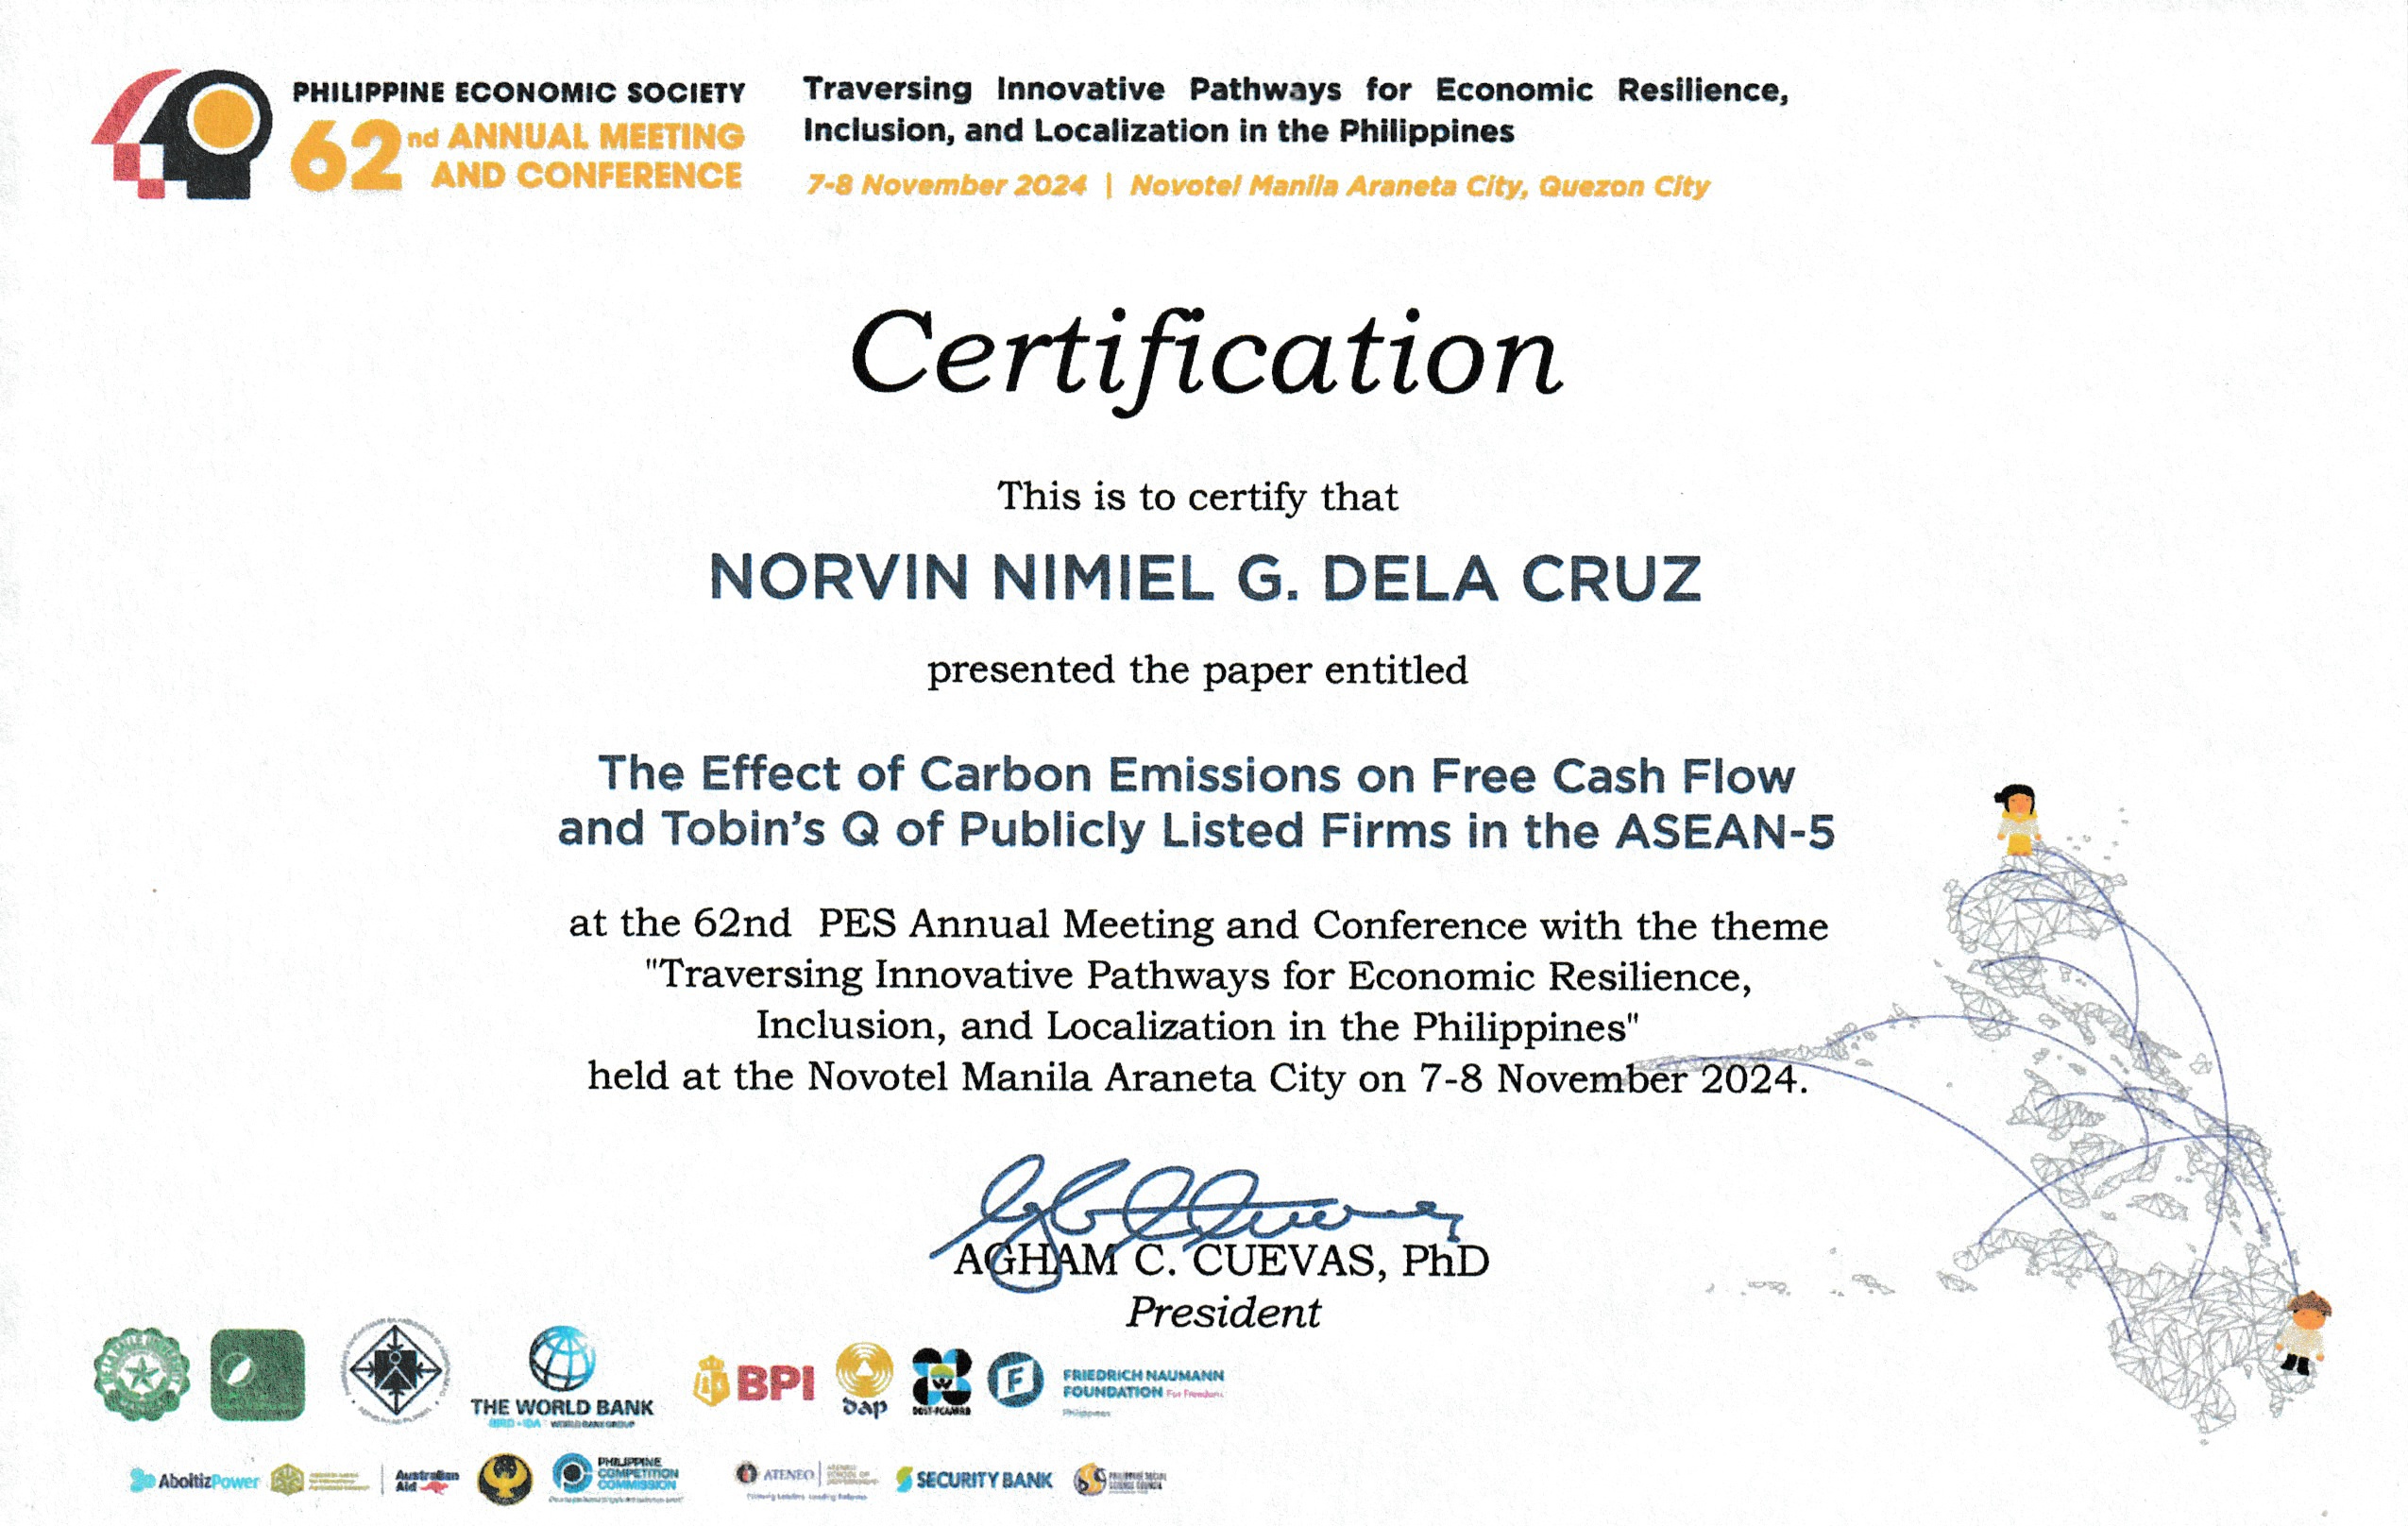 PHILIPPINE ECONOMIC SOCIETY
62nd ANNUAL MEETING
AND CONFERENCE
Traversing Innovative Pathways for Economic Resilience,
Inclusion, and Localization in the Philippines
7-8 November 2024 | Novotel Manila Araneta City, Quezon City
Certification
This is to certify that
NORVIN NIMIEL G. DELA CRUZ
presented the paper entitled
The Effect of Carbon Emissions on Free Cash Flow
and Tobin's Q of Publicly Listed Firms in the ASEAN-5
at the 62nd PES Annual Meeting and Conference with the theme
"Traversing Innovative Pathways for Economic Resilience,
Inclusion, and Localization in the Philippines"
held at the Novotel Manila Araneta City on 7-8 November 2024.
AGHAM C. CUEVAS, PhD
President
THE WORLD BANK
IBRD • IDA WORLD BANK GROUP
BPI
dap
DOST-PCAARRD
F
FRIEDRICH NAUMANN
FOUNDATION For Freedom.
Philippines
AboitizPower
Australian
Aid
PHILIPPINE
COMPETITION
COMMISSION
ATENEO
SECURITY BANK
PHILIPPINE SOCIAL
SCIENCE COUNCIL